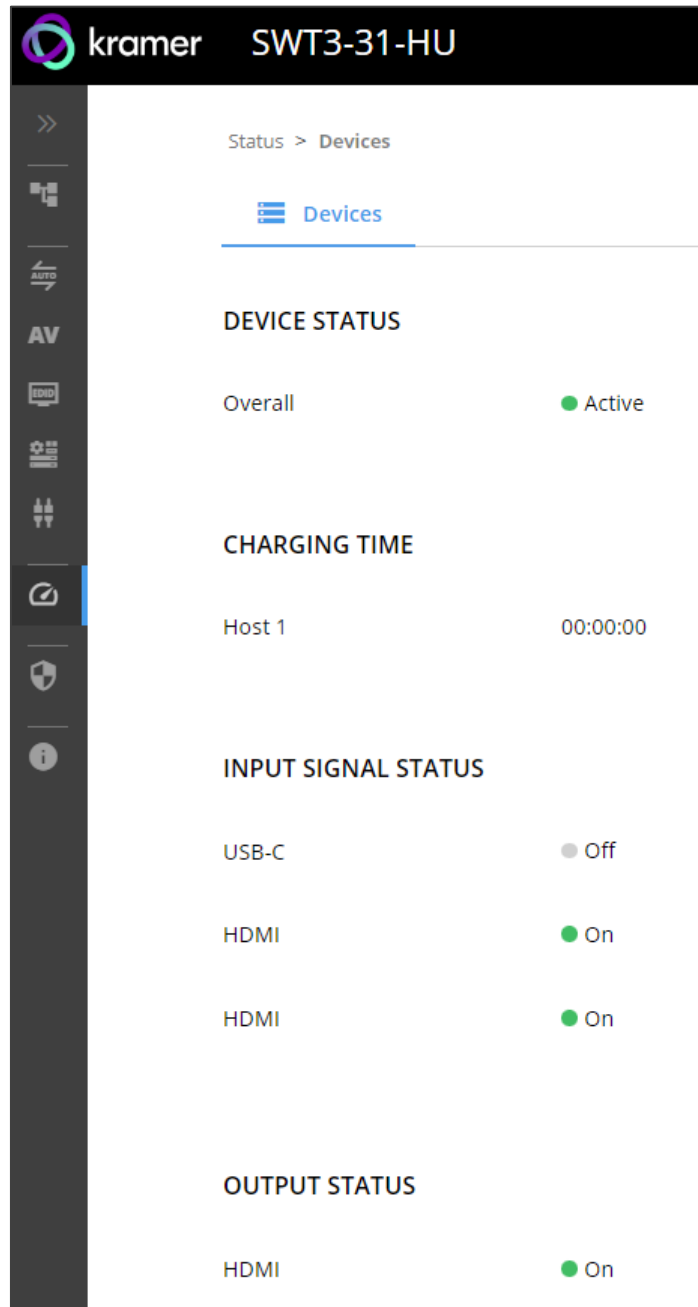 kramer SWT3-31-HU
Status > Devices
Devices
DEVICE STATUS
Overall Active
CHARGING TIME
Host 1 00:00:00
INPUT SIGNAL STATUS
USB-C Off
HDMI On
HDMI On
OUTPUT STATUS
HDMI On
AUTO
AV
EDID